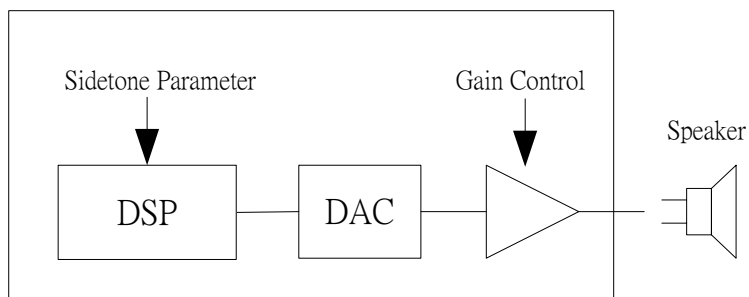 Sidetone Parameter
Gain Control
Speaker
DSP
DAC